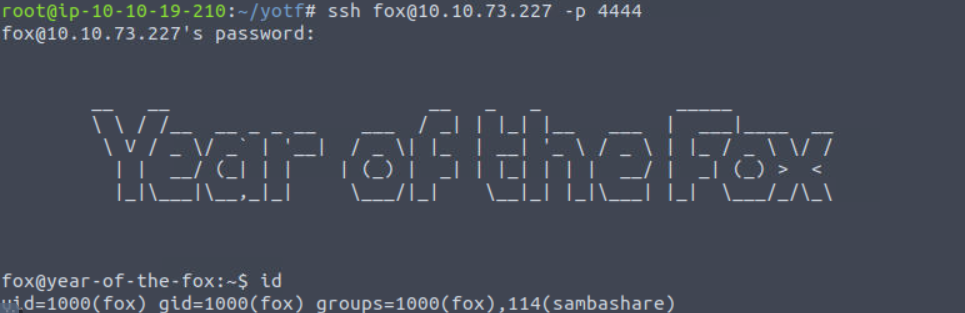 root@ip-10-10-19-210:~/yotf# ssh fox@10.10.73.227 -p 4444
fox@10.10.73.227's password:
Year of the Fox
fox@year-of-the-fox:~$ id
uid=1000(fox) gid=1000(fox) groups=1000(fox),114(sambashare)